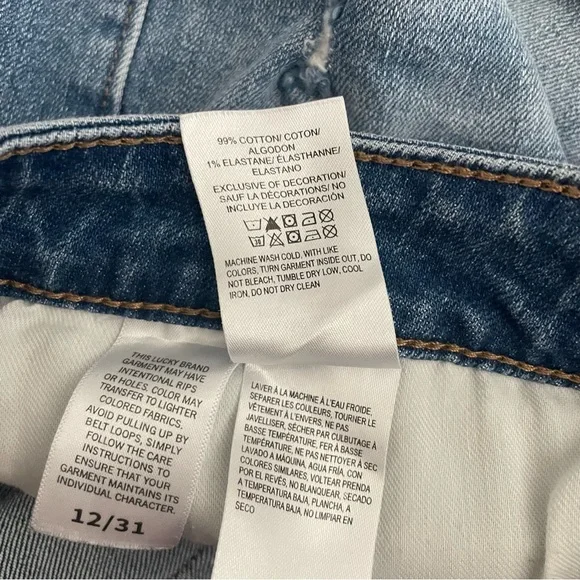 99% COTTON/ COTON/
ALGODON
1% ELASTANE/ ÉLASTHANNE/
ELASTANO
EXCLUSIVE OF DECORATION/
SAUF LA DÉCORATIONS/ NO
INCLUYE LA DECORACIÓN
MACHINE WASH COLD, WITH LIKE
COLORS, TURN GARMENT INSIDE OUT, DO
NOT BLEACH, TUMBLE DRY LOW, COOL
IRON, DO NOT DRY CLEAN
THIS LUCKY BRAND
GARMENT MAY HAVE
INTENTIONAL RIPS
OR HOLES. COLOR MAY
TRANSFER TO LIGHTER
COLORED FABRICS.
AVOID PULLING UP BY
BELT LOOPS, SIMPLY
FOLLOW THE CARE
INSTRUCTIONS TO
ENSURE THAT YOUR
GARMENT MAINTAINS ITS
INDIVIDUAL CHARACTER.
12/31
LAVER À LA MACHINE À L'EAU FROIDE,
SÉPARER LES COULEURS, TOURNER LE
VÊTEMENT À L'ENVERS, NE PAS
JAVELLISER, SÉCHER PAR CULBUTAGE À
BASSE TEMPÉRATURE, FER À BASSE
TEMPÉRATURE, NE PAS NETTOYER À SEC
LAVADO A MÁQUINA, AGUA FRÍA, CON
COLORES SIMILARES, VOLTEAR PRENDA
POR EL REVÉS, NO BLANQUEAR, SECADO
A TEMPERATURA BAJA, PLANCHA, A
TEMPERATURA BAJA, NO LIMPIAR EN
SECO